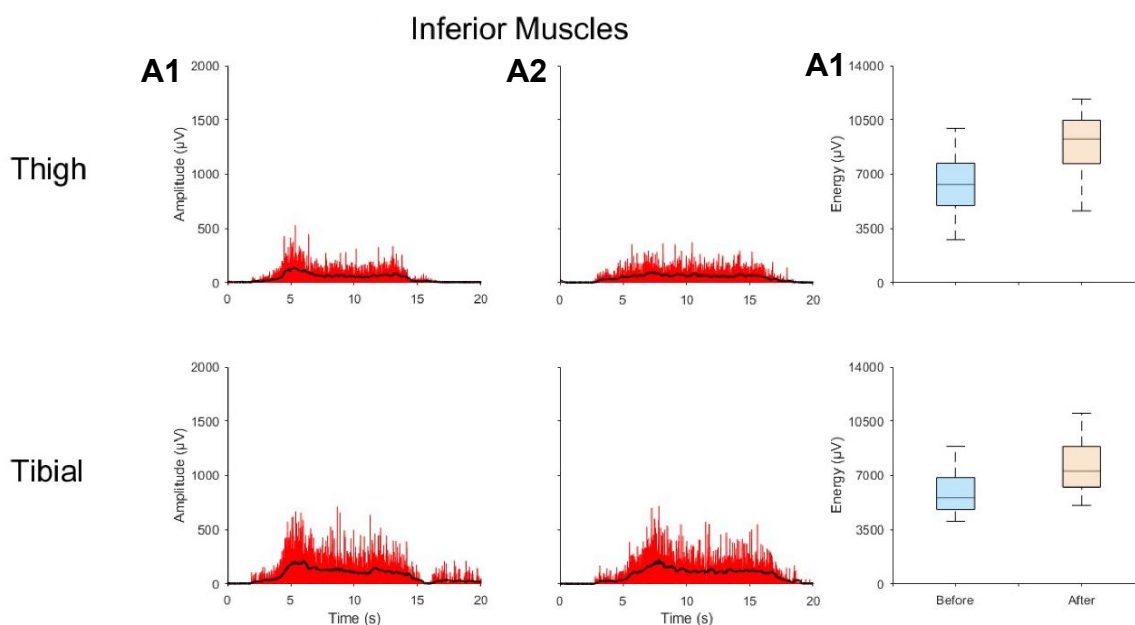 Inferior Muscles
A1 A2 A1
Thigh
Amplitude (µV)
2000
1500
1000
500
0
0 5 10 15 20
0 5 10 15 20
Energy (µV)
14000
10500
7000
3500
0
Tibial
Amplitude (µV)
2000
1500
1000
500
0
0 5 10 15 20
Time (s)
0 5 10 15 20
Time (s)
Energy (µV)
14000
10500
7000
3500
0
Before After